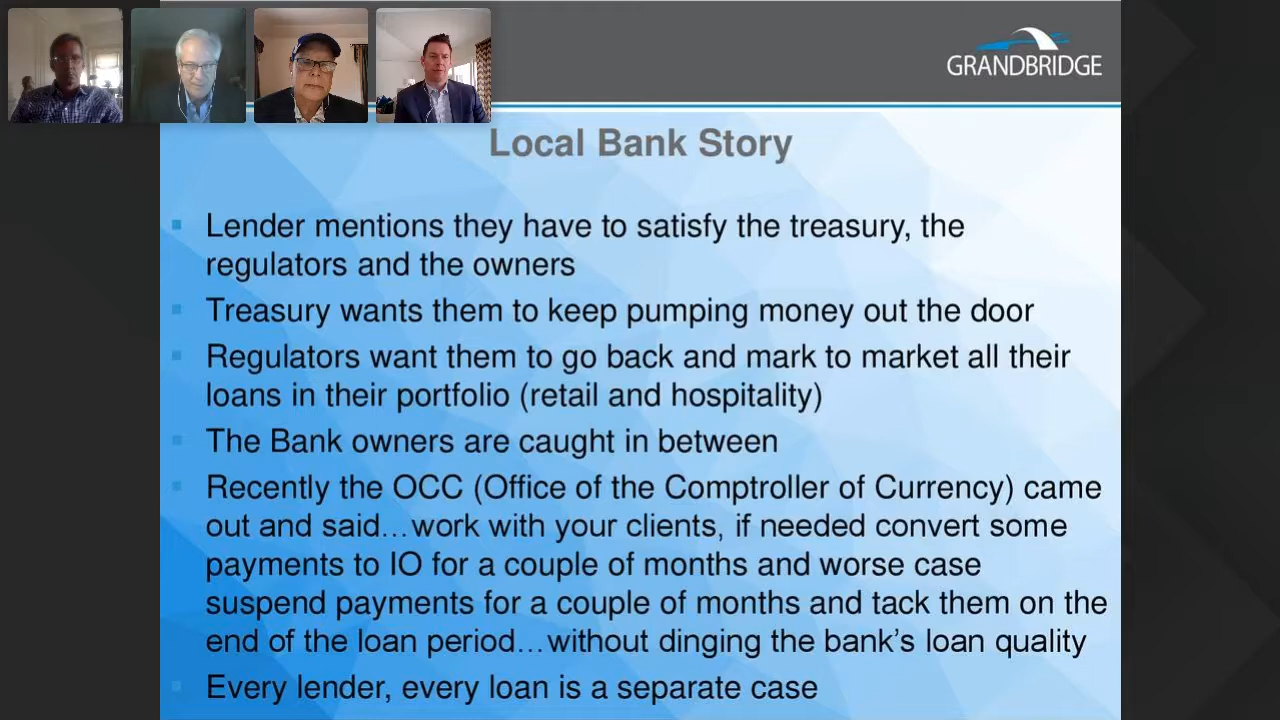 GRANDBRIDGE
Local Bank Story
Lender mentions they have to satisfy the treasury, the
regulators and the owners
Treasury wants them to keep pumping money out the door
Regulators want them to go back and mark to market all their
loans in their portfolio (retail and hospitality)
The Bank owners are caught in between
Recently the OCC (Office of the Comptroller of Currency) came
out and said…work with your clients, if needed convert some
payments to IO for a couple of months and worse case
suspend payments for a couple of months and tack them on the
end of the loan period…without dinging the bank's loan quality
Every lender, every loan is a separate case